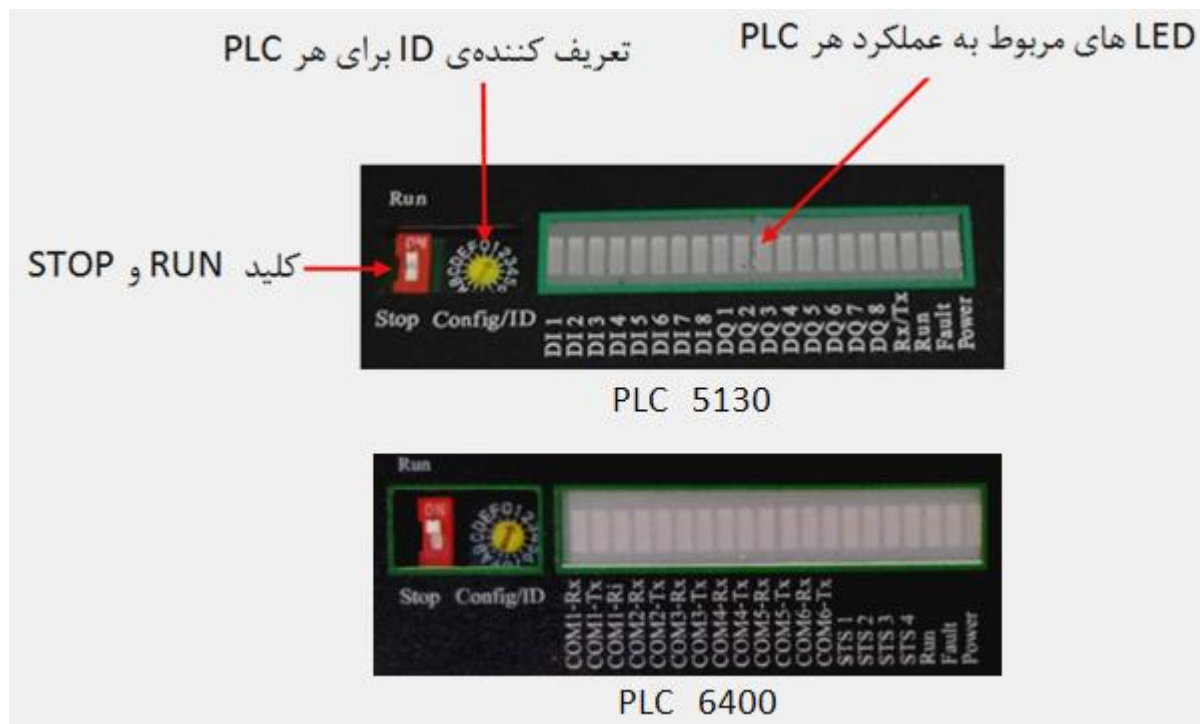 تعریف کننده‌ی ID برای هر PLC
LED های مربوط به عملکرد هر PLC
کلید RUN و STOP
Run
ON
Stop
Config/ID
DI 1
DI 2
DI 3
DI 4
DI 5
DI 6
DI 7
DI 8
DQ 1
DQ 2
DQ 3
DQ 4
DQ 5
DQ 6
DQ 7
DQ 8
Rx/Tx
Run
Fault
Power
PLC 5130
Run
ON
Stop
Config/ID
COM1-Rx
COM1-Tx
COM1-Ri
COM2-Rx
COM2-Tx
COM3-Rx
COM3-Tx
COM4-Rx
COM4-Tx
COM5-Rx
COM5-Tx
COM6-Rx
COM6-Tx
STS 1
STS 2
STS 3
STS 4
Run
Fault
Power
PLC 6400